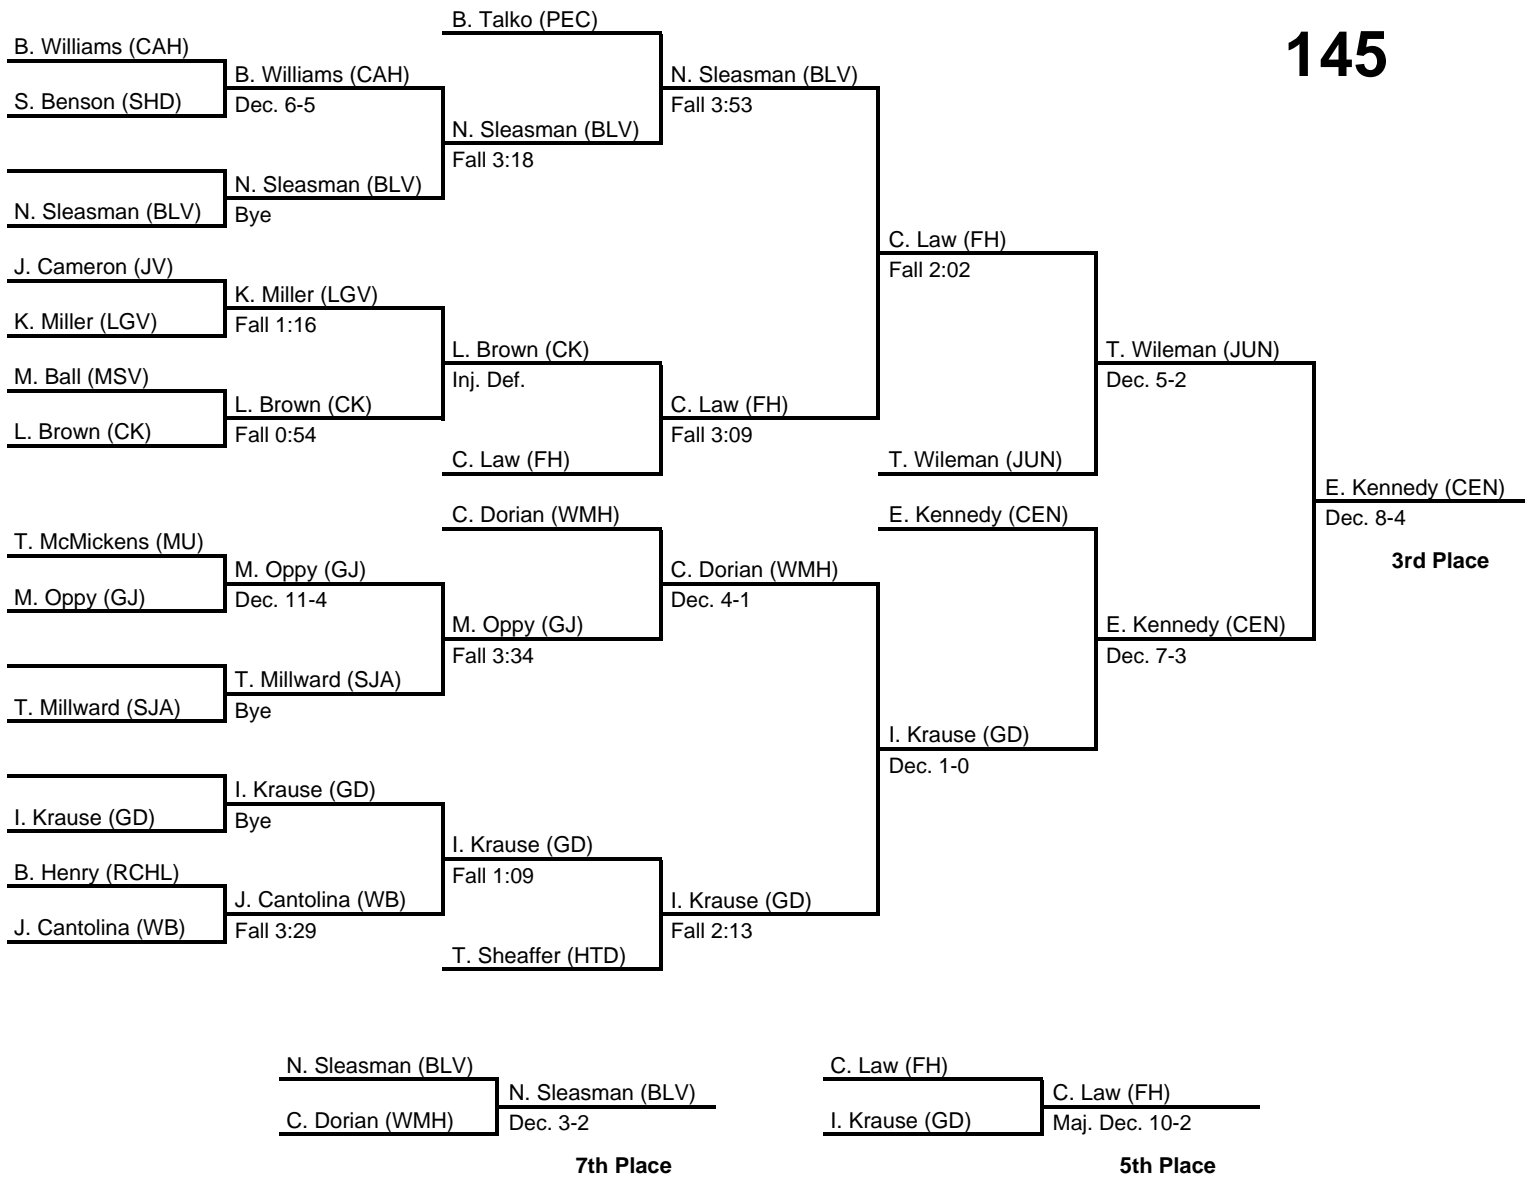 145
B. Williams (CAH)
S. Benson (SHD)
N. Sleasman (BLV)
J. Cameron (JV)
K. Miller (LGV)
M. Ball (MSV)
L. Brown (CK)
T. McMickens (MU)
M. Oppy (GJ)
T. Millward (SJA)
I. Krause (GD)
B. Henry (RCHL)
J. Cantolina (WB)
B. Williams (CAH)
Dec. 6-5
N. Sleasman (BLV)
Bye
K. Miller (LGV)
Fall 1:16
L. Brown (CK)
Fall 0:54
M. Oppy (GJ)
Dec. 11-4
T. Millward (SJA)
Bye
I. Krause (GD)
Bye
J. Cantolina (WB)
Fall 3:29
B. Talko (PEC)
N. Sleasman (BLV)
Fall 3:18
L. Brown (CK)
Inj. Def.
C. Law (FH)
C. Dorian (WMH)
M. Oppy (GJ)
Fall 3:34
I. Krause (GD)
Fall 1:09
T. Sheaffer (HTD)
N. Sleasman (BLV)
Fall 3:53
C. Law (FH)
Fall 3:09
C. Dorian (WMH)
Dec. 4-1
I. Krause (GD)
Fall 2:13
C. Law (FH)
Fall 2:02
T. Wileman (JUN)
E. Kennedy (CEN)
I. Krause (GD)
Dec. 1-0
T. Wileman (JUN)
Dec. 5-2
E. Kennedy (CEN)
Dec. 7-3
E. Kennedy (CEN)
Dec. 8-4
3rd Place
N. Sleasman (BLV)
C. Dorian (WMH)
N. Sleasman (BLV)
Dec. 3-2
7th Place
C. Law (FH)
I. Krause (GD)
C. Law (FH)
Maj. Dec. 10-2
5th Place